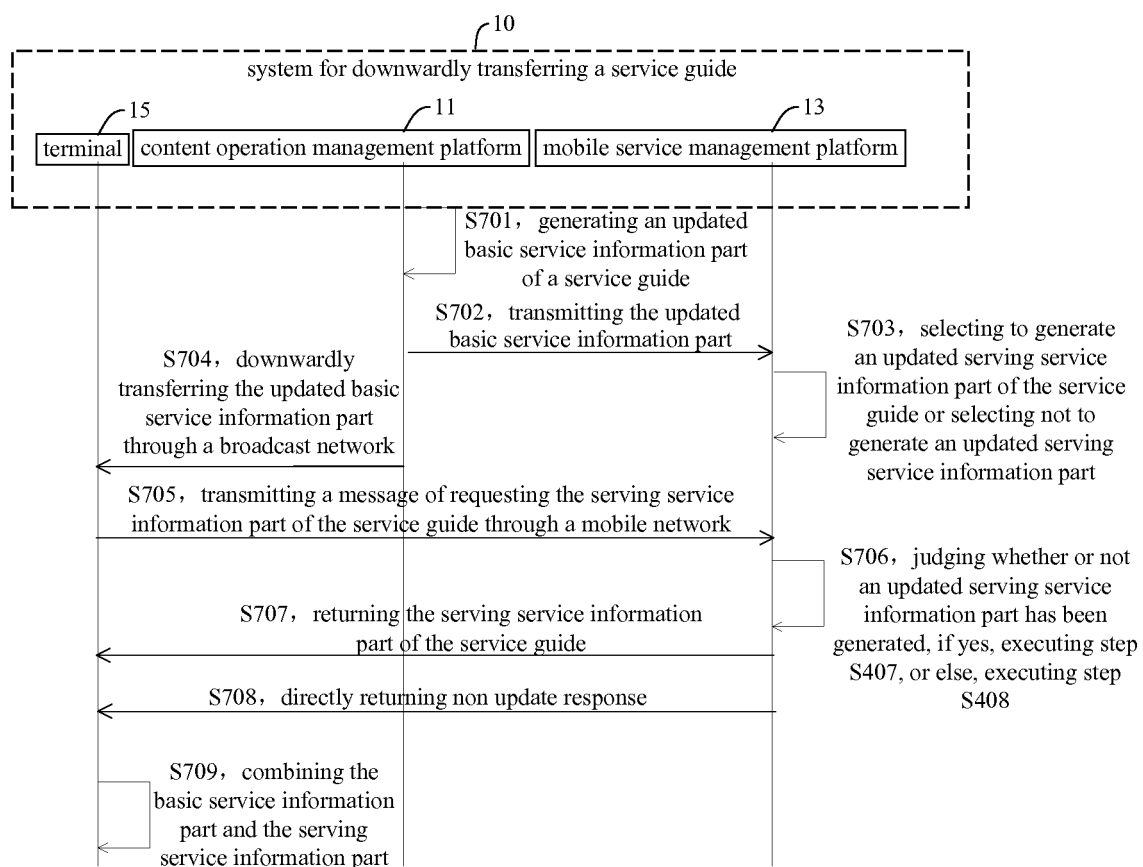 10
system for downwardly transferring a service guide
15
11
13
terminal
content operation management platform
mobile service management platform
S701，generating an updated
basic service information part
of a service guide
S702，transmitting the updated
basic service information part
S703，selecting to generate
an updated serving service
information part of the service
guide or selecting not to
generate an updated serving
service information part
S704，downwardly
transferring the updated basic
service information part
through a broadcast network
S705，transmitting a message of requesting the serving service
information part of the service guide through a mobile network
S706，judging whether or not
an updated serving service
information part has been
generated, if yes, executing step
S407, or else, executing step
S408
S707，returning the serving service information
part of the service guide
S708，directly returning non update response
S709，combining the
basic service information
part and the serving
service information part